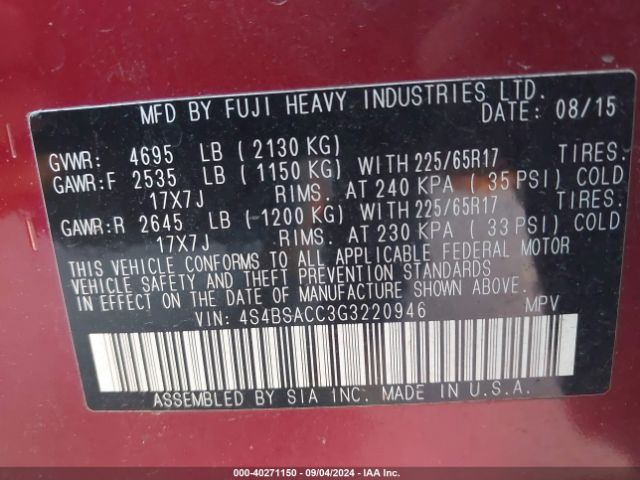 MFD BY FUJI HEAVY INDUSTRIES LTD.
DATE: 08/15
GVWR: 4695 LB (2130 KG)
GAWR:F 2535 LB (1150 KG) WITH 225/65R17 TIRES.
17X7J RIMS. AT 240 KPA (35 PSI) COLD
GAWR:R 2645 LB (1200 KG) WITH 225/65R17 TIRES.
17X7J RIMS. AT 230 KPA (33 PSI) COLD
THIS VEHICLE CONFORMS TO ALL APPLICABLE FEDERAL MOTOR
VEHICLE SAFETY AND THEFT PREVENTION STANDARDS
IN EFFECT ON THE DATE OF MANUFACTURE SHOWN ABOVE.
VIN: 4S4BSACC3G3220946 MPV
ASSEMBLED BY SIA INC. MADE IN U.S.A.
000-40271150 - 09/04/2024 - IAA Inc.